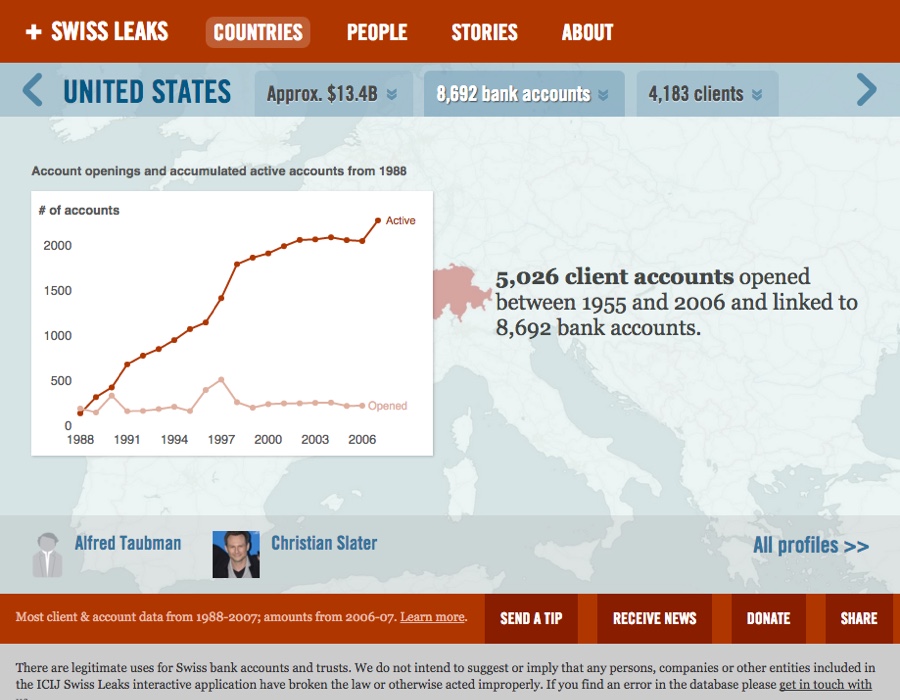 + SWISS LEAKS COUNTRIES PEOPLE STORIES ABOUT
UNITED STATES Approx. $13.4B 8,692 bank accounts 4,183 clients
Account openings and accumulated active accounts from 1988
# of accounts
Active
2000
1500
1000
500
Opened
0
1988 1991 1994 1997 2000 2003 2006
5,026 client accounts opened
between 1955 and 2006 and linked to
8,692 bank accounts.
Alfred Taubman Christian Slater All profiles >>
Most client & account data from 1988-2007; amounts from 2006-07. Learn more. SEND A TIP RECEIVE NEWS DONATE SHARE
There are legitimate uses for Swiss bank accounts and trusts. We do not intend to suggest or imply that any persons, companies or other entities included in
the ICIJ Swiss Leaks interactive application have broken the law or otherwise acted improperly. If you find an error in the database please get in touch with